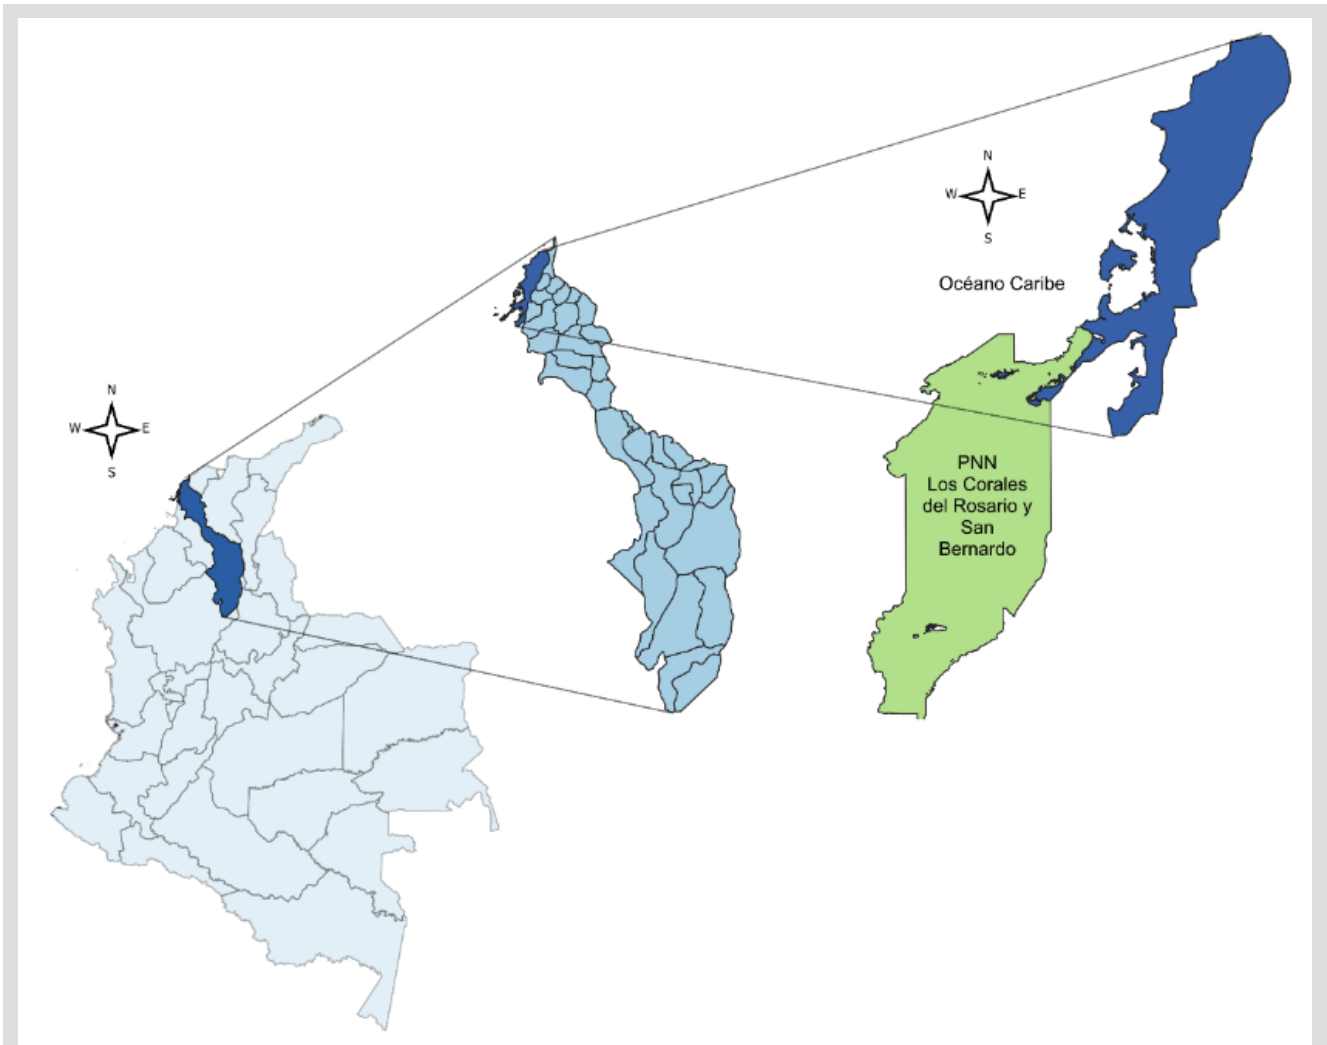 N
W E
S
Océano Caribe
PNN
Los Corales
del Rosario y
San
Bernardo
N
W E
S